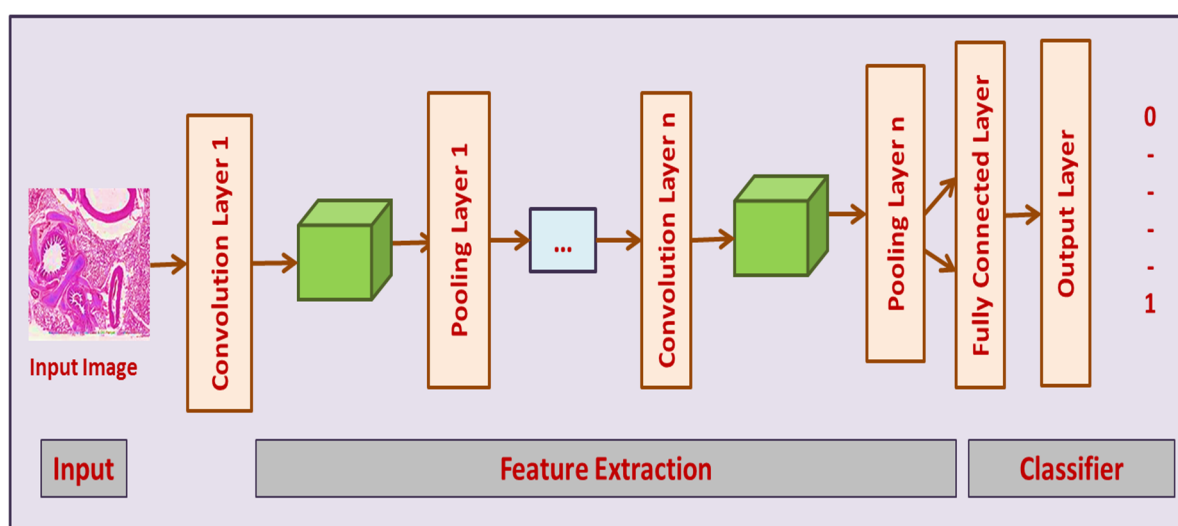 Input Image
Convolution Layer 1
Pooling Layer 1
...
Convolution Layer n
Pooling Layer n
Fully Connected Layer
Output Layer
0
-
-
-
-
1
Input
Feature Extraction
Classifier